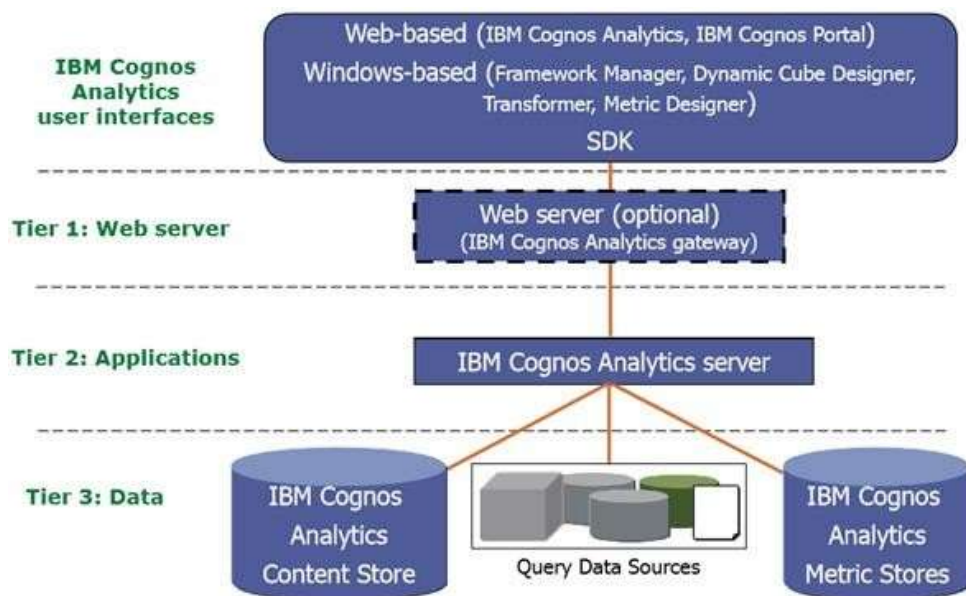 IBM Cognos
Analytics
user interfaces
Web-based (IBM Cognos Analytics, IBM Cognos Portal)
Windows-based (Framework Manager, Dynamic Cube Designer,
Transformer, Metric Designer)
SDK
Tier 1: Web server
Web server (optional)
(IBM Cognos Analytics gateway)
Tier 2: Applications
IBM Cognos Analytics server
Tier 3: Data
IBM Cognos
Analytics
Content Store
Query Data Sources
IBM Cognos
Analytics
Metric Stores